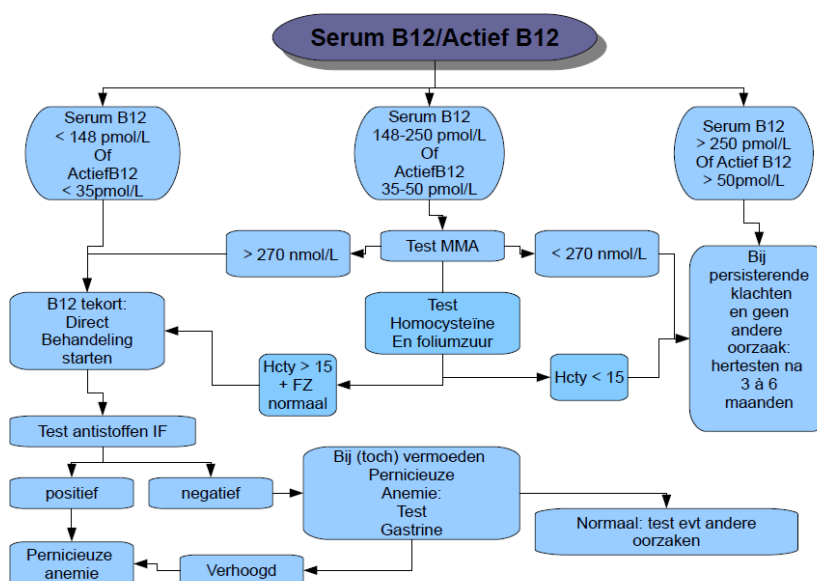 Serum B12/Actief B12
Serum B12
< 148 pmol/L
Of
ActiefB12
< 35pmol/L
Serum B12
148-250 pmol/L
Of
ActiefB12
35-50 pmol/L
Serum B12
> 250 pmol/L
Of Actief B12
> 50pmol/L
> 270 nmol/L
Test MMA
< 270 nmol/L
B12 tekort:
Direct
Behandeling
starten
Test
Homocysteïne
En foliumzuur
Bij
persisterende
klachten
en geen
andere
oorzaak:
hertesten na
3 à 6
maanden
Hcty > 15
+ FZ
normaal
Hcty < 15
Test antistoffen IF
positief
negatief
Bij (toch) vermoeden
Pernicieuze
Anemie:
Test
Gastrine
Normaal: test evt andere
oorzaken
Pernicieuze
anemie
Verhoogd